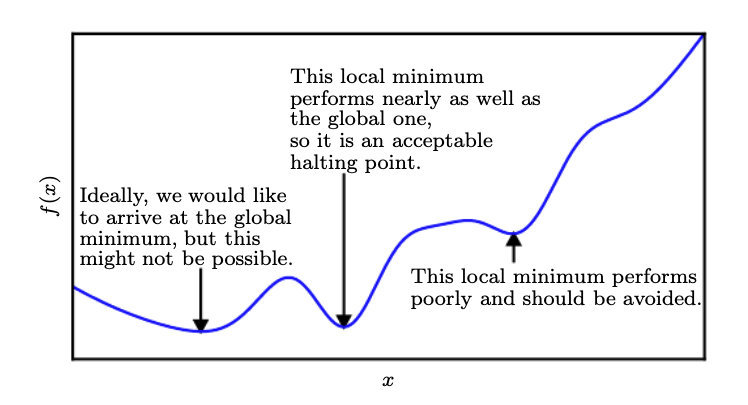 This local minimum
performs nearly as well as
the global one,
so it is an acceptable
halting point.
Ideally, we would like
to arrive at the global
minimum, but this
might not be possible.
This local minimum performs
poorly and should be avoided.
f(x)
x